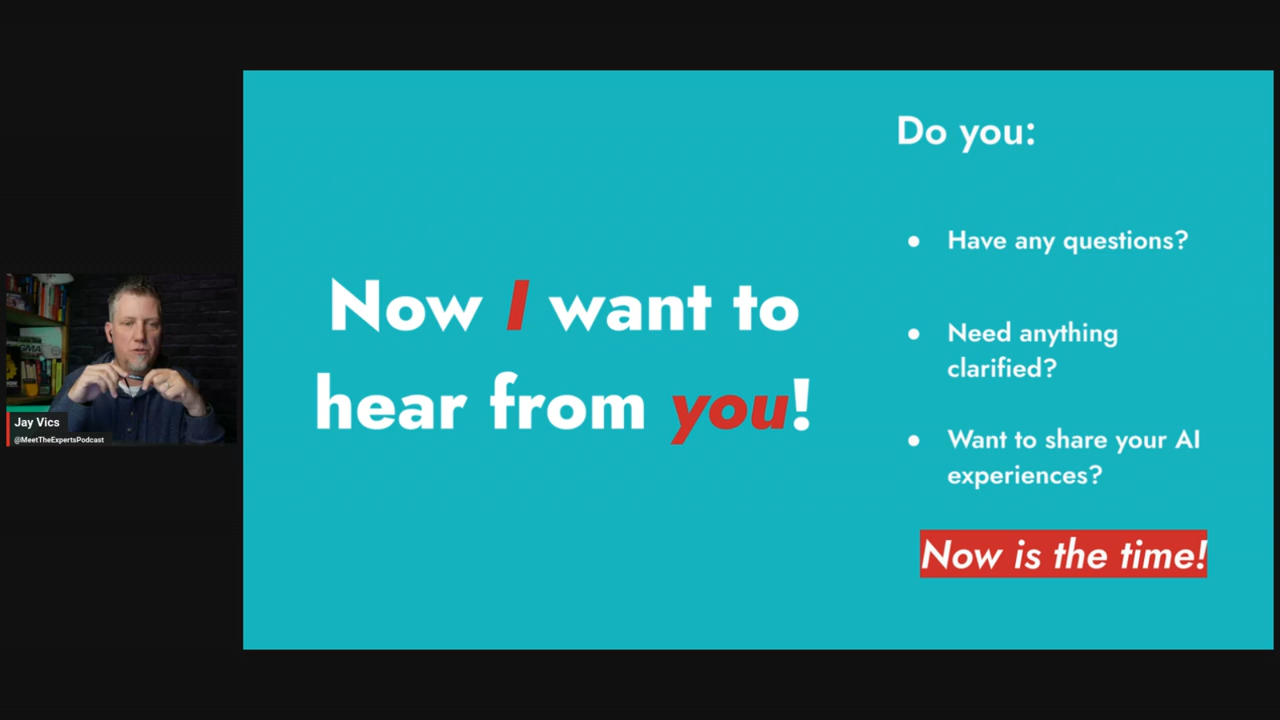 Now I want to
hear from you!
Do you:
● Have any questions?
● Need anything
clarified?
● Want to share your AI
experiences?
Now is the time!
Jay Vics
@MeetTheExpertsPodcast